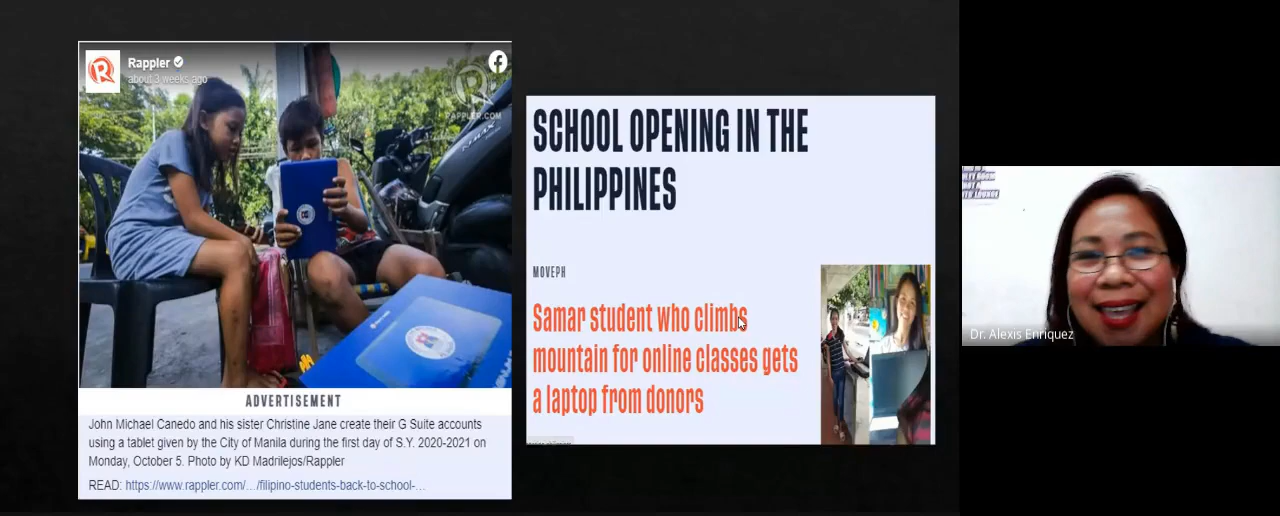 Rappler
about 3 weeks ago
RAPPLER.COM
ADVERTISEMENT
John Michael Canedo and his sister Christine Jane create their G Suite accounts
using a tablet given by the City of Manila during the first day of S.Y. 2020-2021 on
Monday, October 5. Photo by KD Madrilejos/Rappler
READ: https://www.rappler.com/…/filipino-students-back-to-school-…
SCHOOL OPENING IN THE
PHILIPPINES
MOVEPH
Samar student who climbs
mountain for online classes gets
a laptop from donors
Dr. Alexis Enriquez